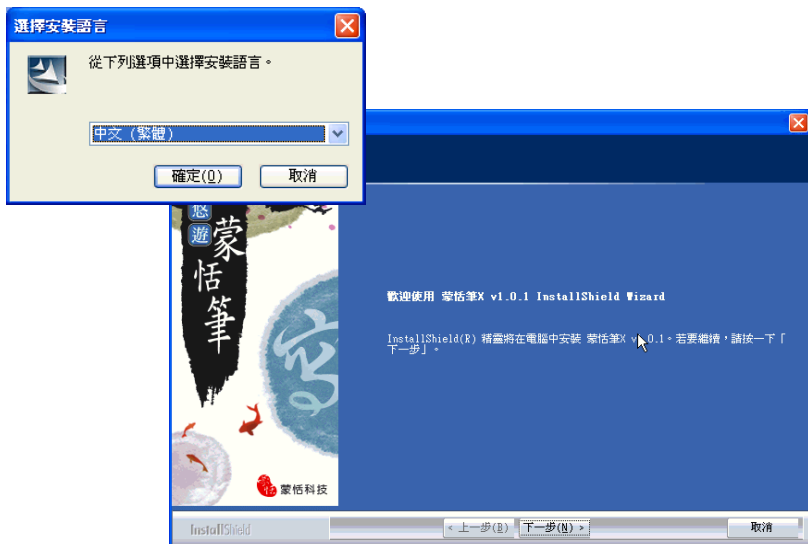 選擇安裝語言
從下列選項中選擇安裝語言。
中文 (繁體)
確定(O)
取消
悠
遊
蒙恬筆
蒙恬科技
歡迎使用 蒙恬筆X v1.0.1 InstallShield Wizard
InstallShield(R) 精靈將在電腦中安裝 蒙恬筆X v1.0.1。若要繼續，請按一下「
下一步」。
InstallShield
< 上一步(B)
下一步(N) >
取消